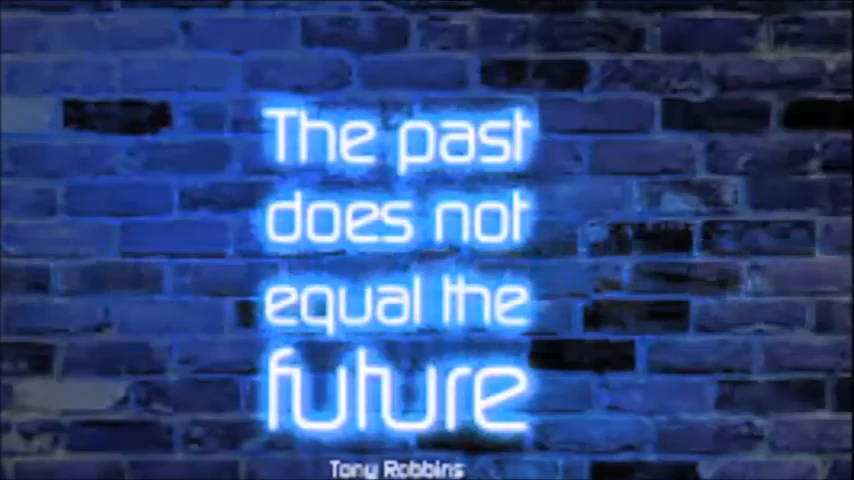 The past
does not
equal the
future
Tony Robbins